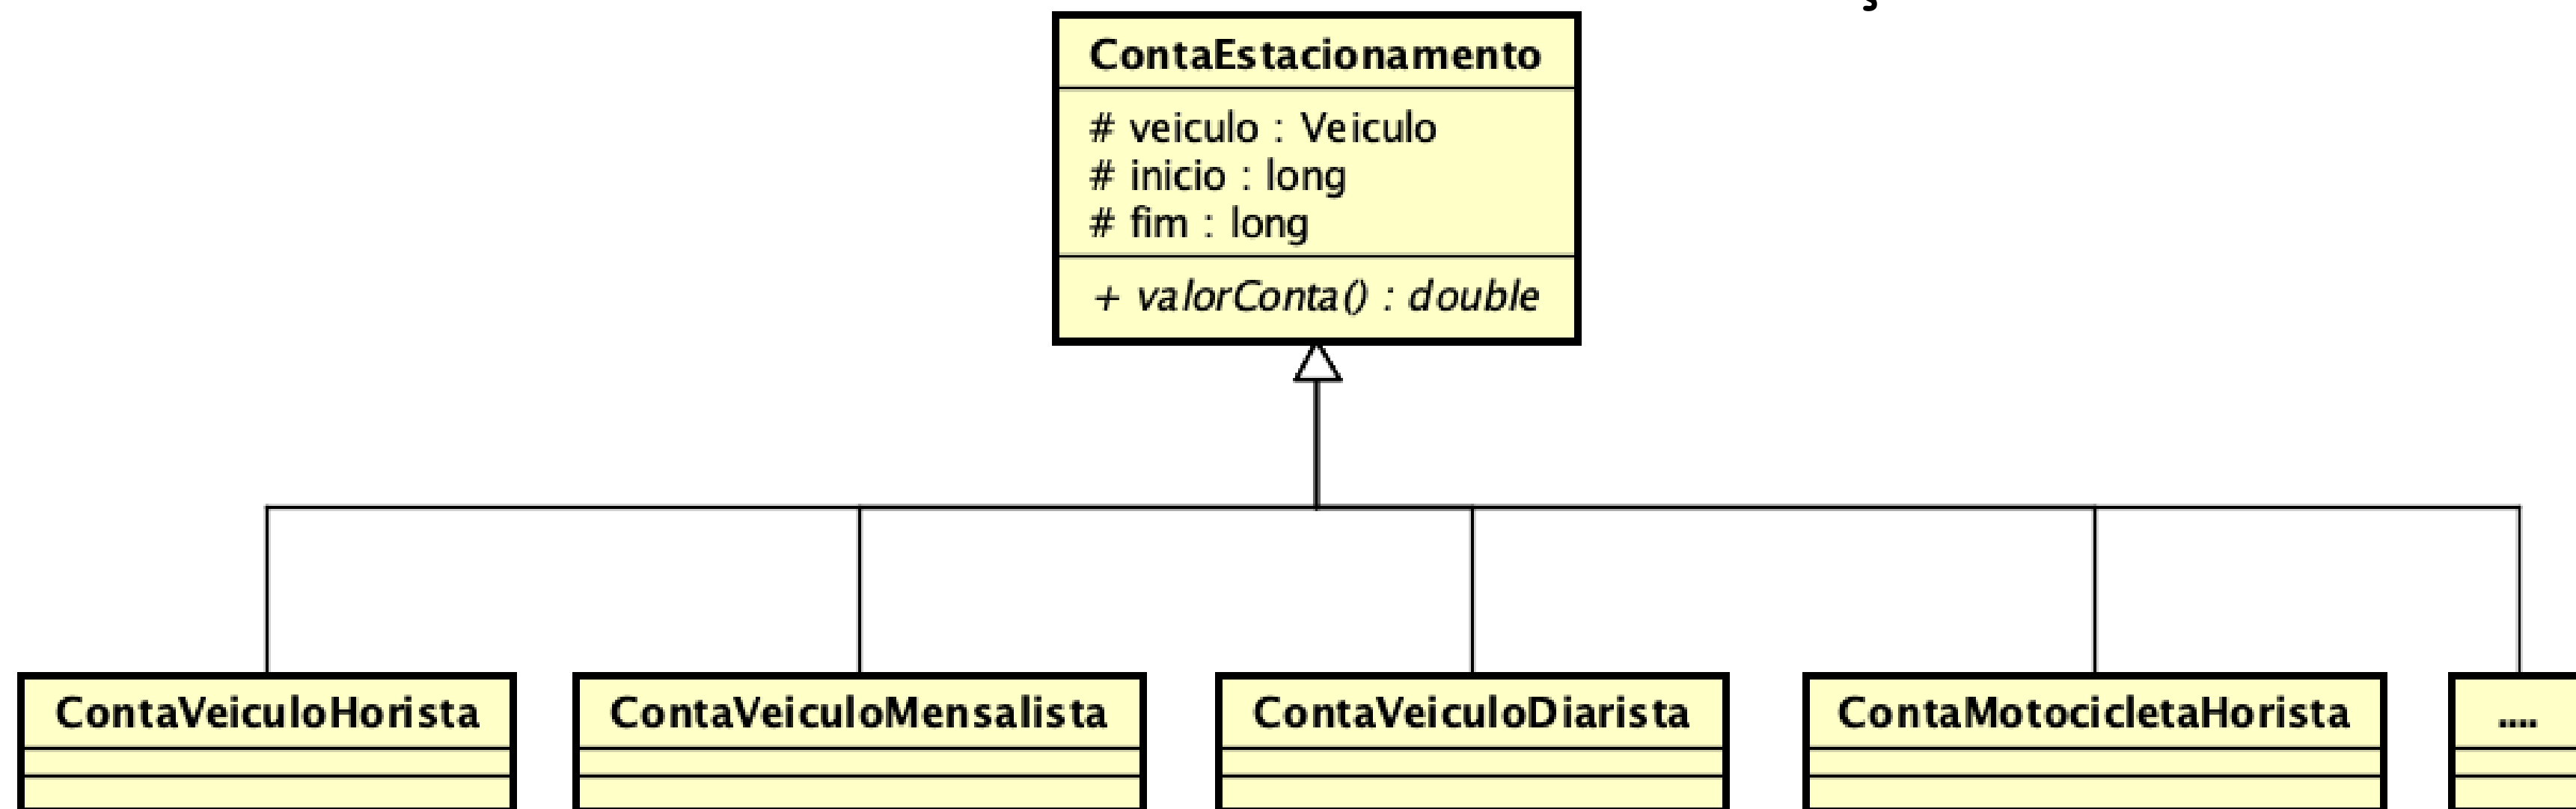 ContaEstacionamento
# veiculo : Veiculo
# inicio : long
# fim : long
+ valorConta() : double
ContaVeiculoHorista
ContaVeiculoMensalista
ContaVeiculoDiarista
ContaMotocicletaHorista
....